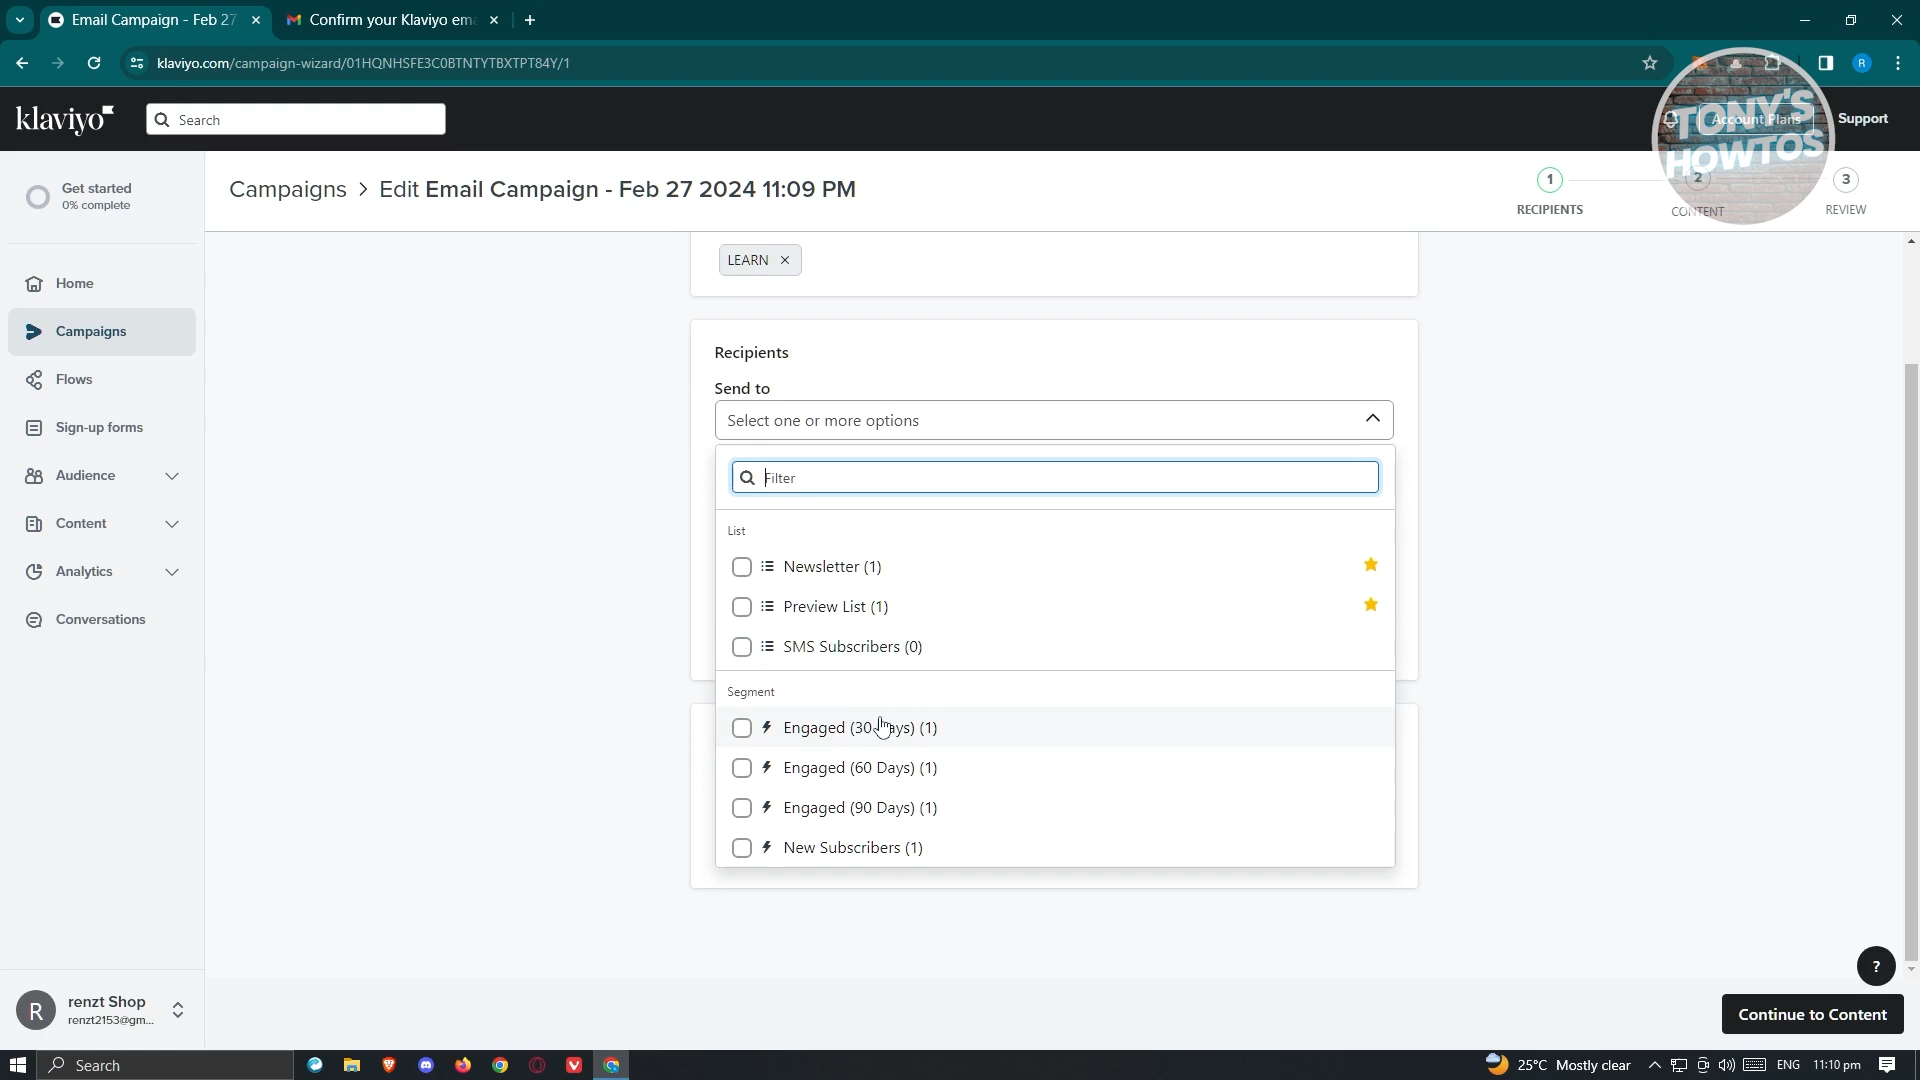 Email Campaign - Feb 27
Confirm your Klaviyo em
klaviyo.com/campaign-wizard/01HQNHSFE3C0BTNTYTBXTPT84Y/1
R
klaviyo
Search
Account Plans
Support
TONY'S
HOWTOS
Get started
0% complete
Campaigns > Edit Email Campaign - Feb 27 2024 11:09 PM
1
RECIPIENTS
2
CONTENT
3
REVIEW
Home
Campaigns
Flows
Sign-up forms
Audience
Content
Analytics
Conversations
LEARN
Recipients
Send to
Select one or more options
Filter
List
Newsletter (1)
Preview List (1)
SMS Subscribers (0)
Segment
Engaged (30 Days) (1)
Engaged (60 Days) (1)
Engaged (90 Days) (1)
New Subscribers (1)
?
Continue to Content
R
renzt Shop
renzt2153@gm...
Search
25°C Mostly clear
ENG
11:10 pm